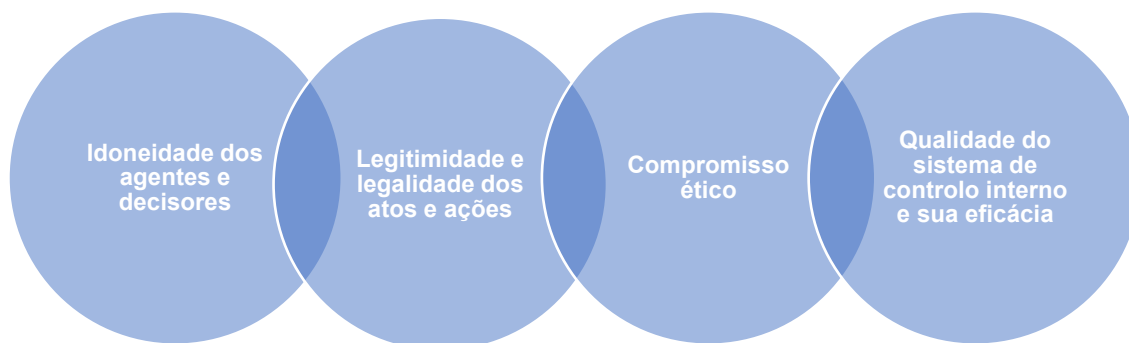 Idoneidade dos
agentes e
decisores
Legitimidade e
legalidade dos
atos e ações
Compromisso
ético
Qualidade do
sistema de
controlo interno
e sua eficácia